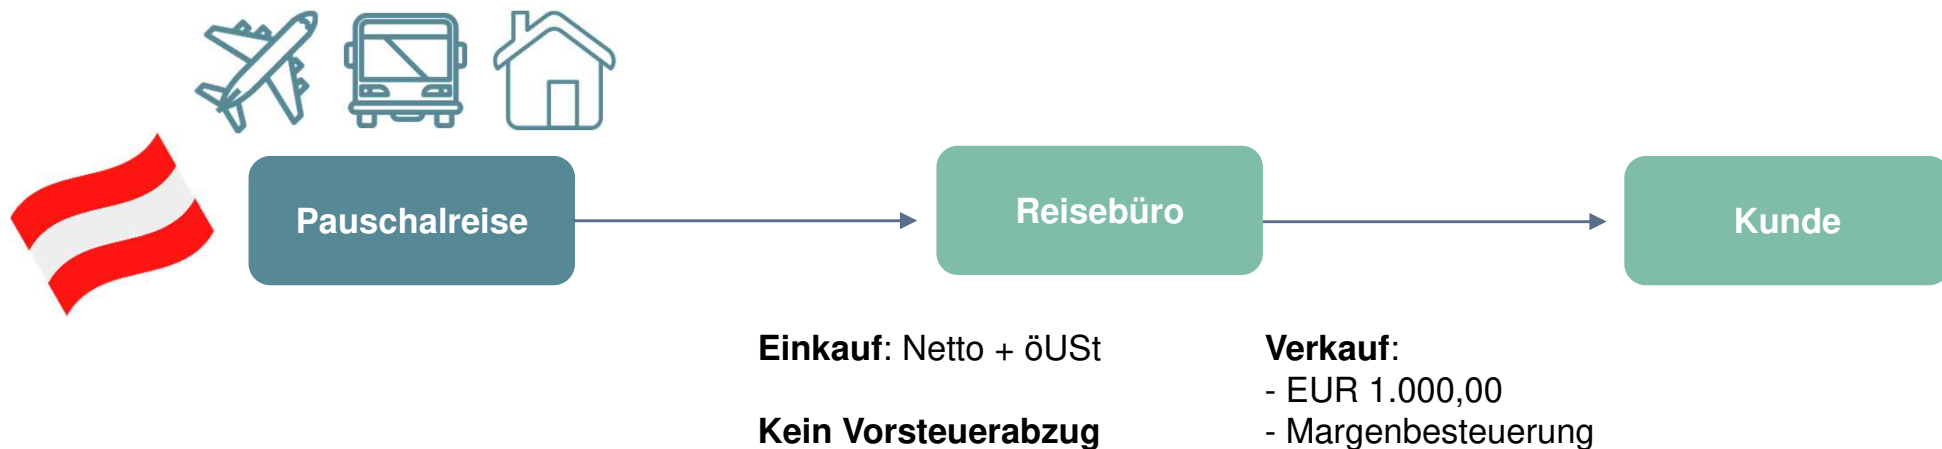 Pauschalreise
Reisebüro
Kunde
Einkauf: Netto + öUSt
Kein Vorsteuerabzug
Verkauf:
- EUR 1.000,00
- Margenbesteuerung